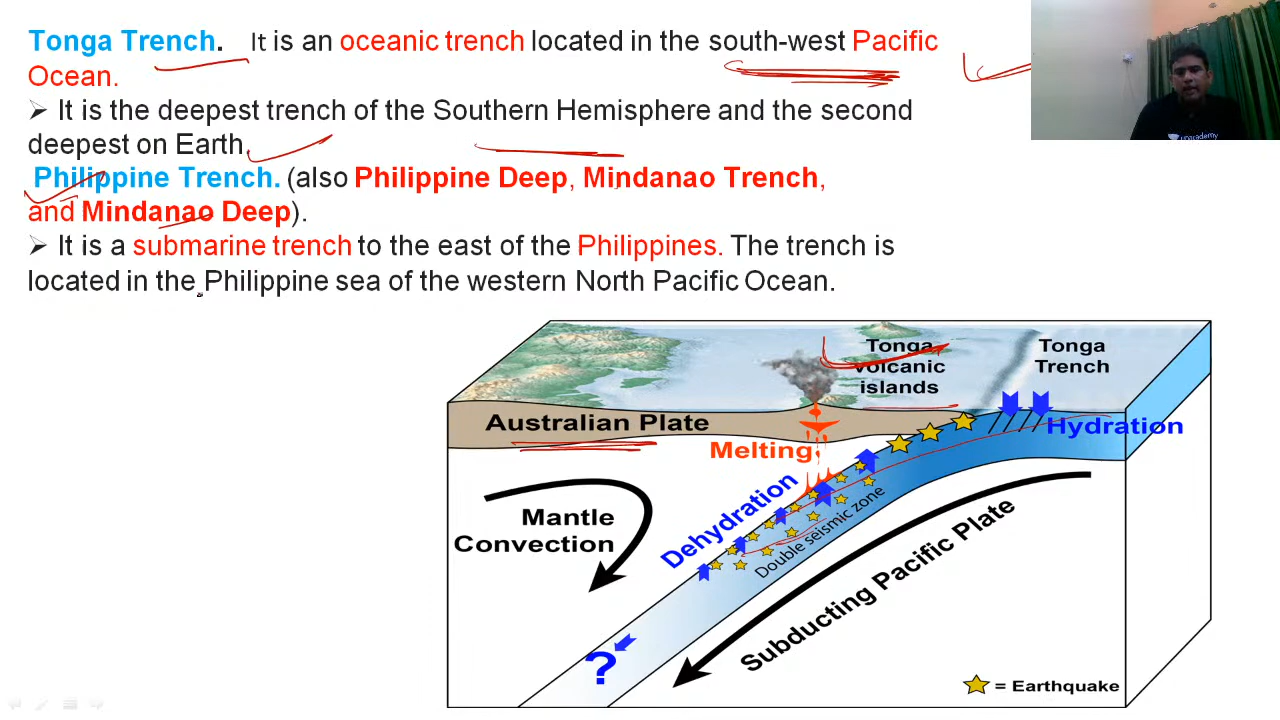 Tonga Trench. It is an oceanic trench located in the south-west Pacific
Ocean.
➢ It is the deepest trench of the Southern Hemisphere and the second
deepest on Earth.
Philippine Trench. (also Philippine Deep, Mindanao Trench,
and Mindanao Deep).
➢ It is a submarine trench to the east of the Philippines. The trench is
located in the Philippine sea of the western North Pacific Ocean.
Tonga
volcanic
islands
Tonga
Trench
Australian Plate
Hydration
Melting
Dehydration
Double seismic zone
Mantle
Convection
Subducting Pacific Plate
?
= Earthquake
unacademy